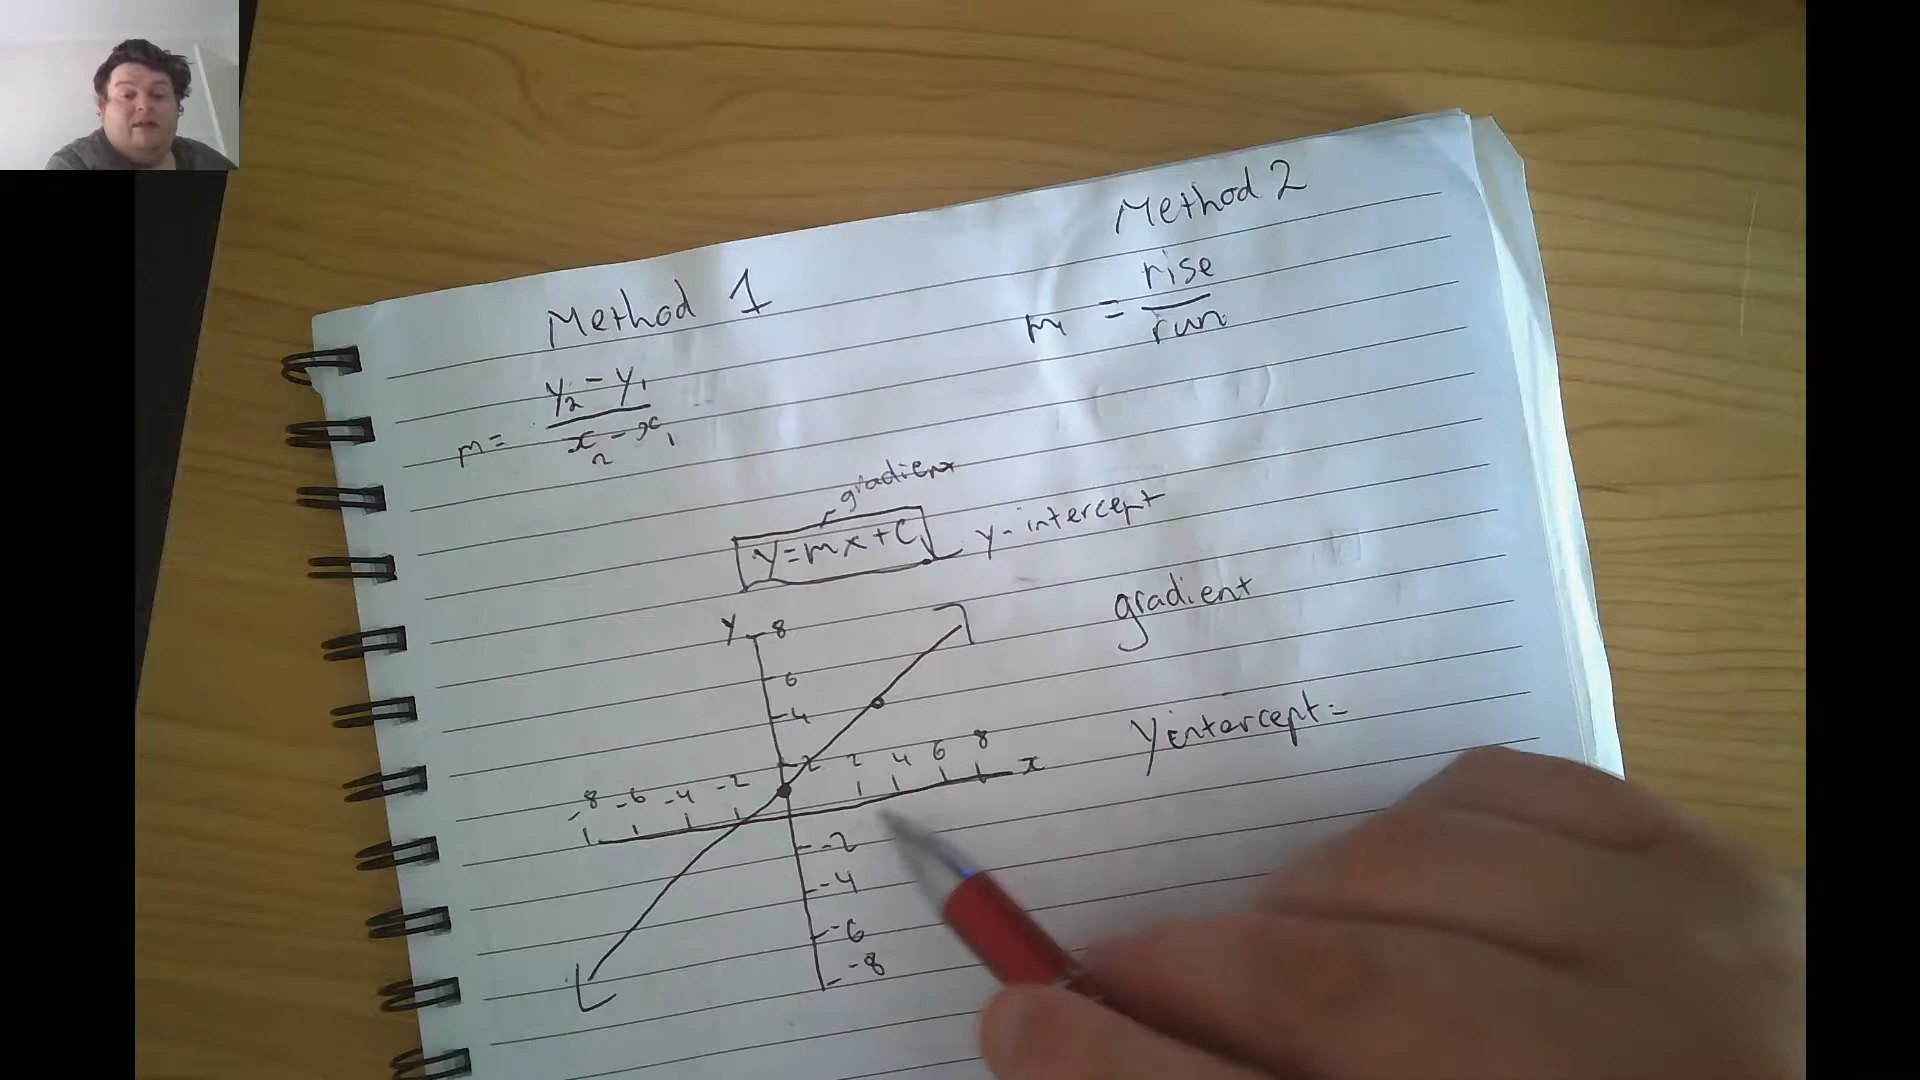 Method 1
m = y₂ - y₁ / x₂ - x₁
Method 2
m = rise / run
gradient
y=mx+c
y-intercept
y
8
6
4
2
-8 -6 -4 -2 2 4 6 8 x
-2
-4
-6
-8
gradient
y intercept=